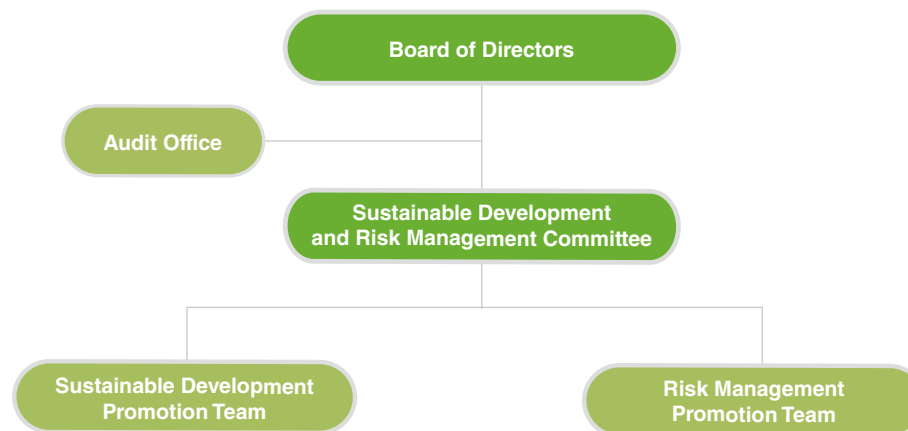 Board of Directors
Audit Office
Sustainable Development
and Risk Management Committee
Sustainable Development
Promotion Team
Risk Management
Promotion Team